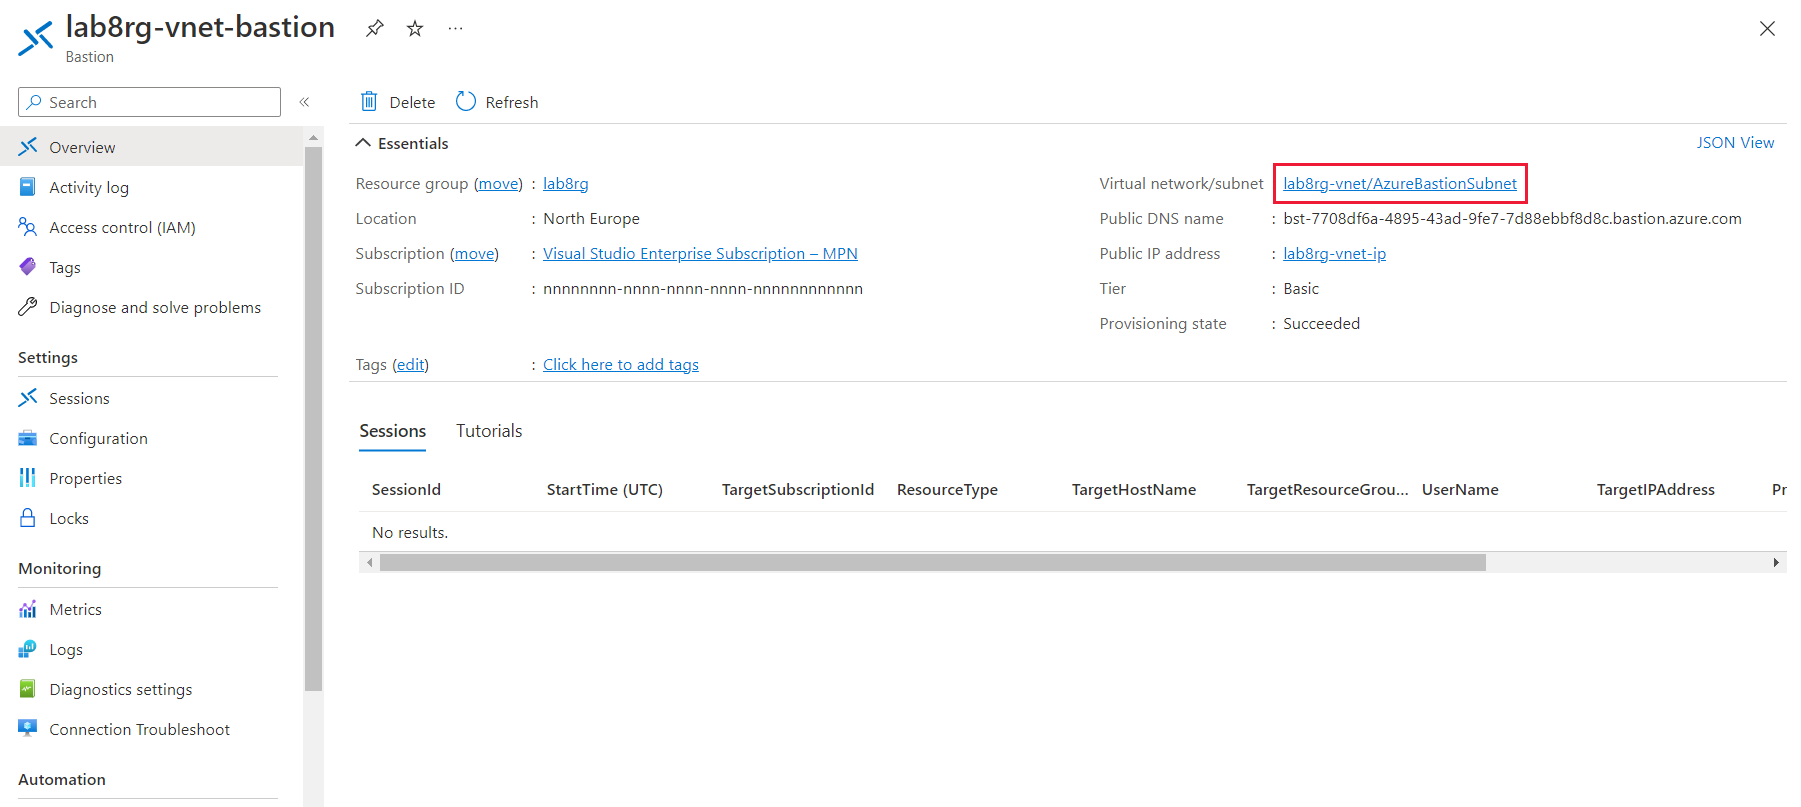 lab8rg-vnet-bastion
Bastion
Search
Overview
Activity log
Access control (IAM)
Tags
Diagnose and solve problems
Settings
Sessions
Configuration
Properties
Locks
Monitoring
Metrics
Logs
Diagnostics settings
Connection Troubleshoot
Automation
Delete Refresh
Essentials JSON View
Resource group (move) : lab8rg
Location : North Europe
Subscription (move) : Visual Studio Enterprise Subscription – MPN
Subscription ID : nnnnnnnn-nnnn-nnnn-nnnn-nnnnnnnnnnnn
Virtual network/subnet lab8rg-vnet/AzureBastionSubnet
Public DNS name : bst-7708df6a-4895-43ad-9fe7-7d88ebbf8d8c.bastion.azure.com
Public IP address : lab8rg-vnet-ip
Tier : Basic
Provisioning state : Succeeded
Tags (edit) : Click here to add tags
Sessions Tutorials
SessionId StartTime (UTC) TargetSubscriptionId ResourceType TargetHostName TargetResourceGrou... UserName TargetIPAddress Pr
No results.